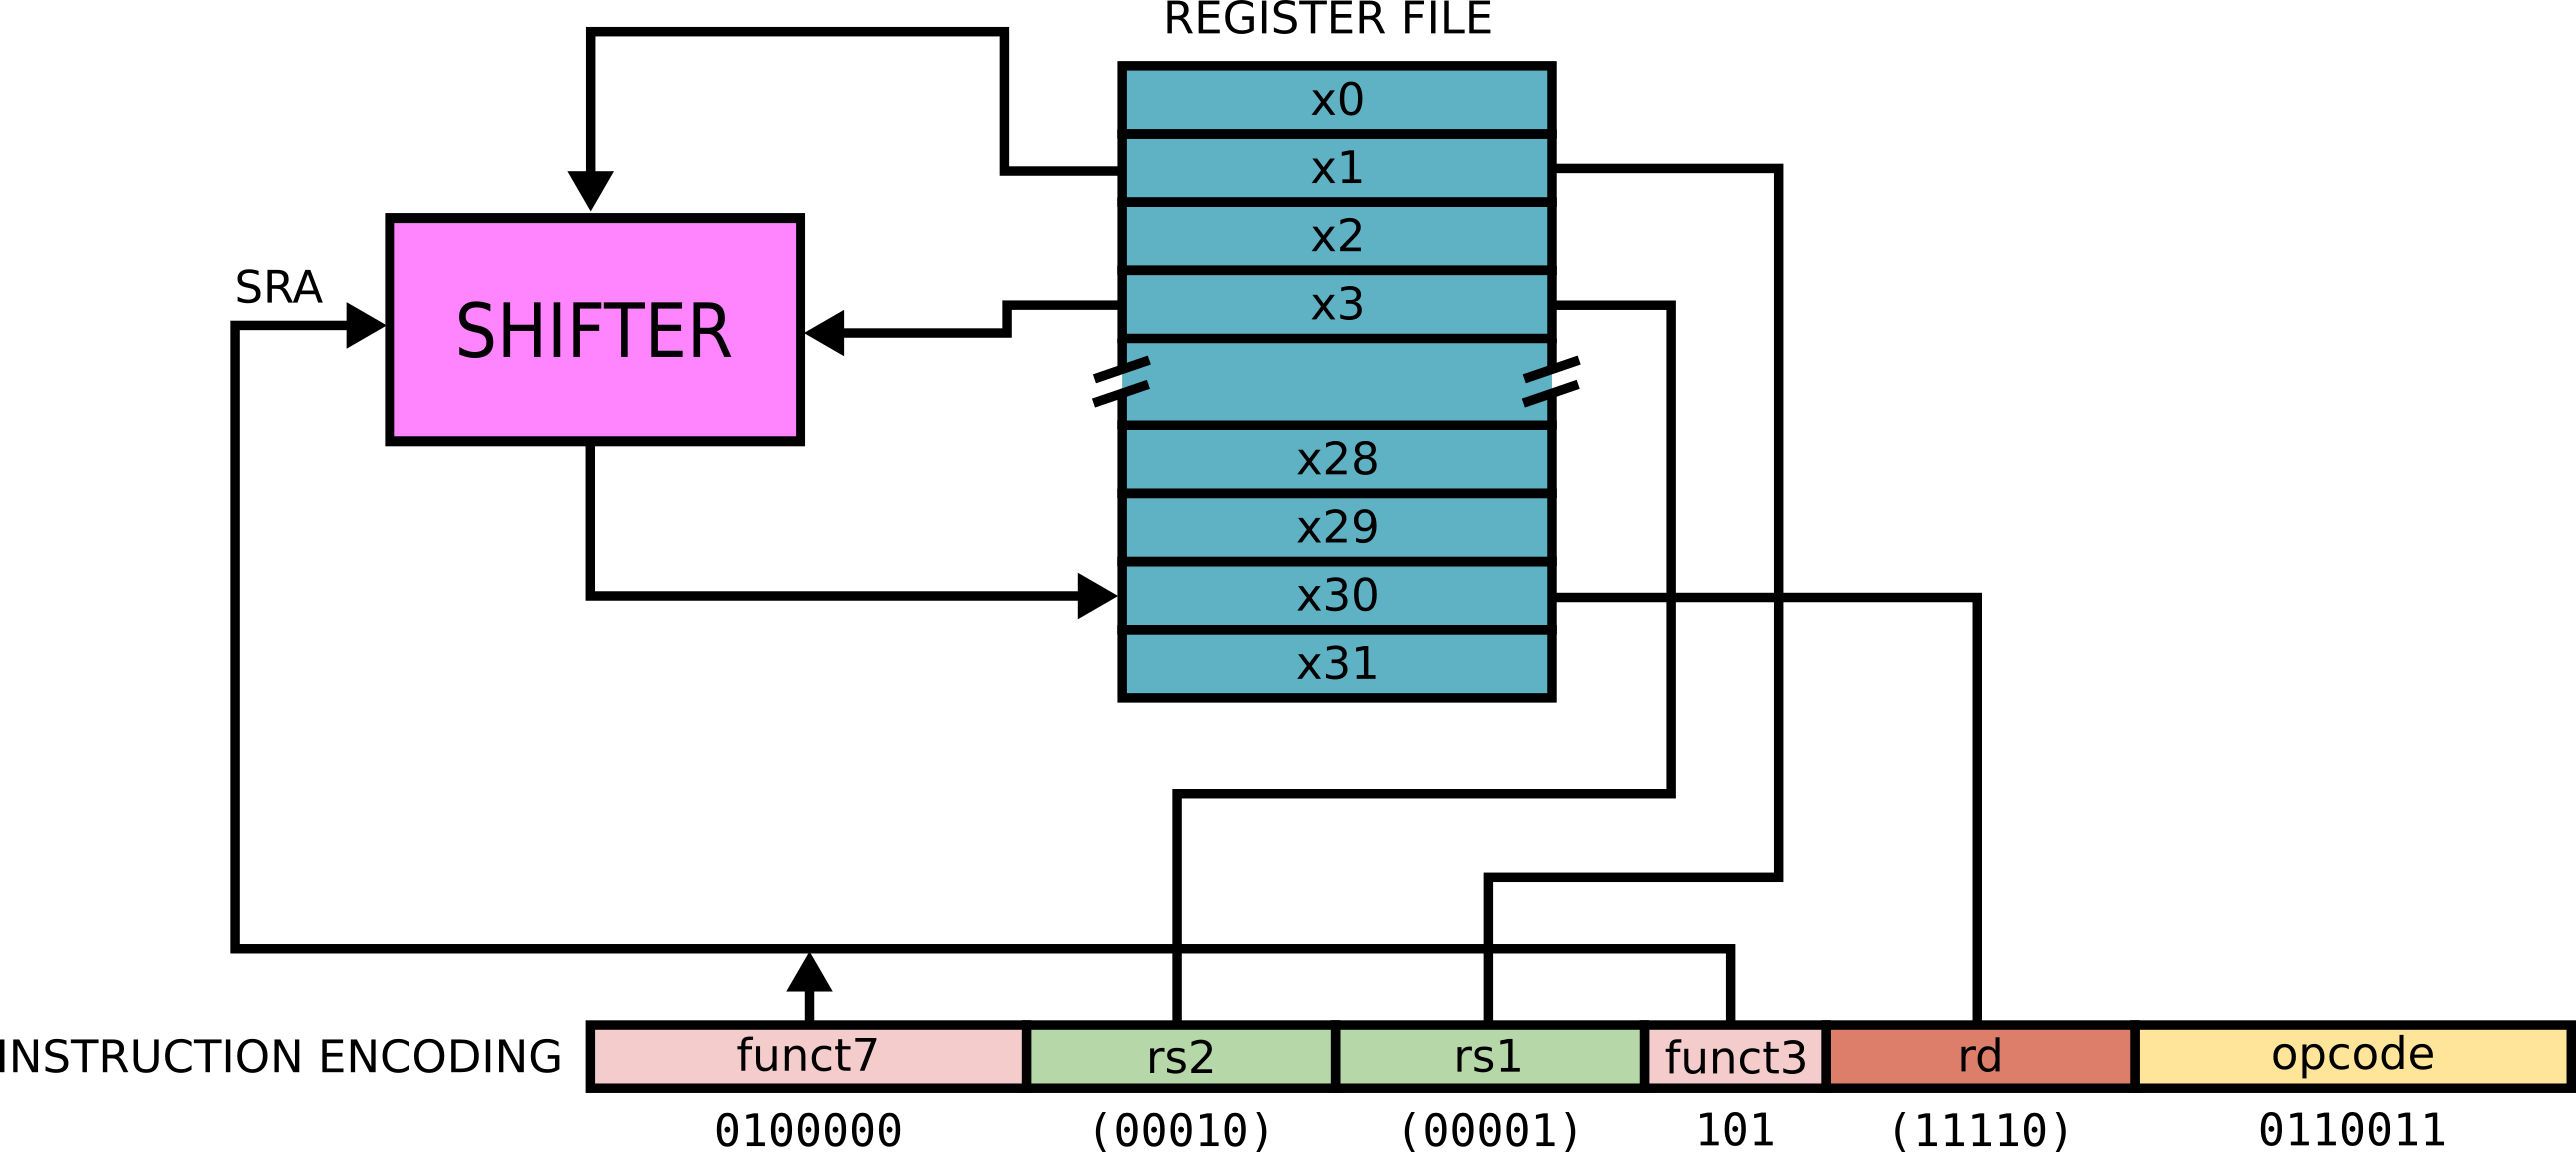 REGISTER FILE
x0
x1
x2
x3
x28
x29
x30
x31
SRA
SHIFTER
INSTRUCTION ENCODING
funct7 rs2 rs1 funct3 rd opcode
0100000 (00010) (00001) 101 (11110) 0110011